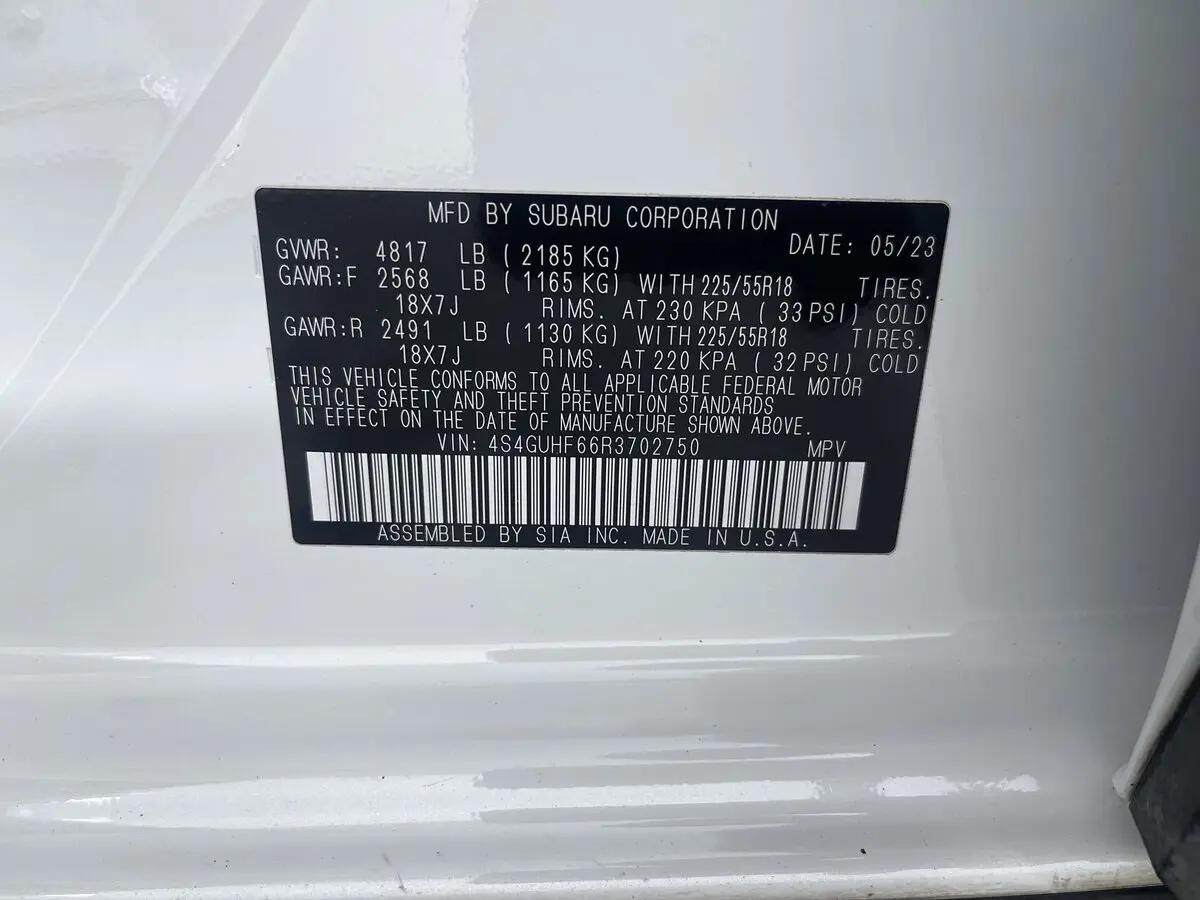 MFD BY SUBARU CORPORATION
DATE: 05/23
GVWR: 4817 LB ( 2185 KG)
GAWR:F 2568 LB ( 1165 KG) WITH 225/55R18 TIRES.
18X7J RIMS. AT 230 KPA ( 33 PSI) COLD
GAWR:R 2491 LB ( 1130 KG) WITH 225/55R18 TIRES.
18X7J RIMS. AT 220 KPA ( 32 PSI) COLD
THIS VEHICLE CONFORMS TO ALL APPLICABLE FEDERAL MOTOR
VEHICLE SAFETY AND THEFT PREVENTION STANDARDS
IN EFFECT ON THE DATE OF MANUFACTURE SHOWN ABOVE.
VIN: 4S4GUHF66R3702750 MPV
ASSEMBLED BY SIA INC. MADE IN U.S.A.